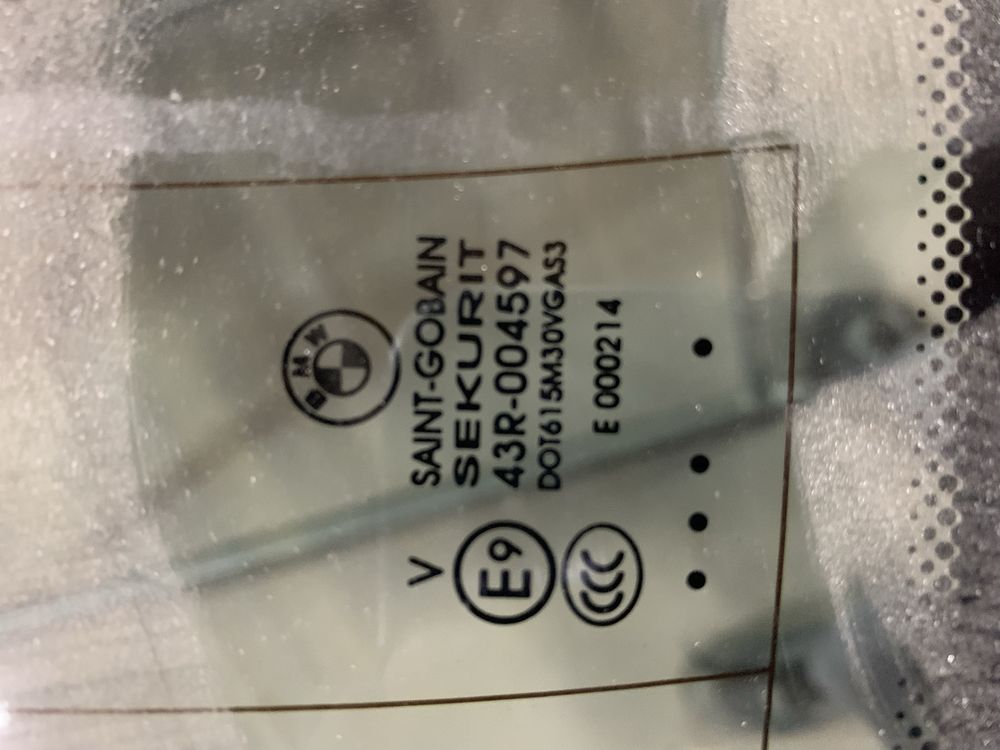 BMW
SAINT-GOBAIN
SEKURIT
V
43R-004597
E9
DOT615M30VGAS3
CCC
E 000214